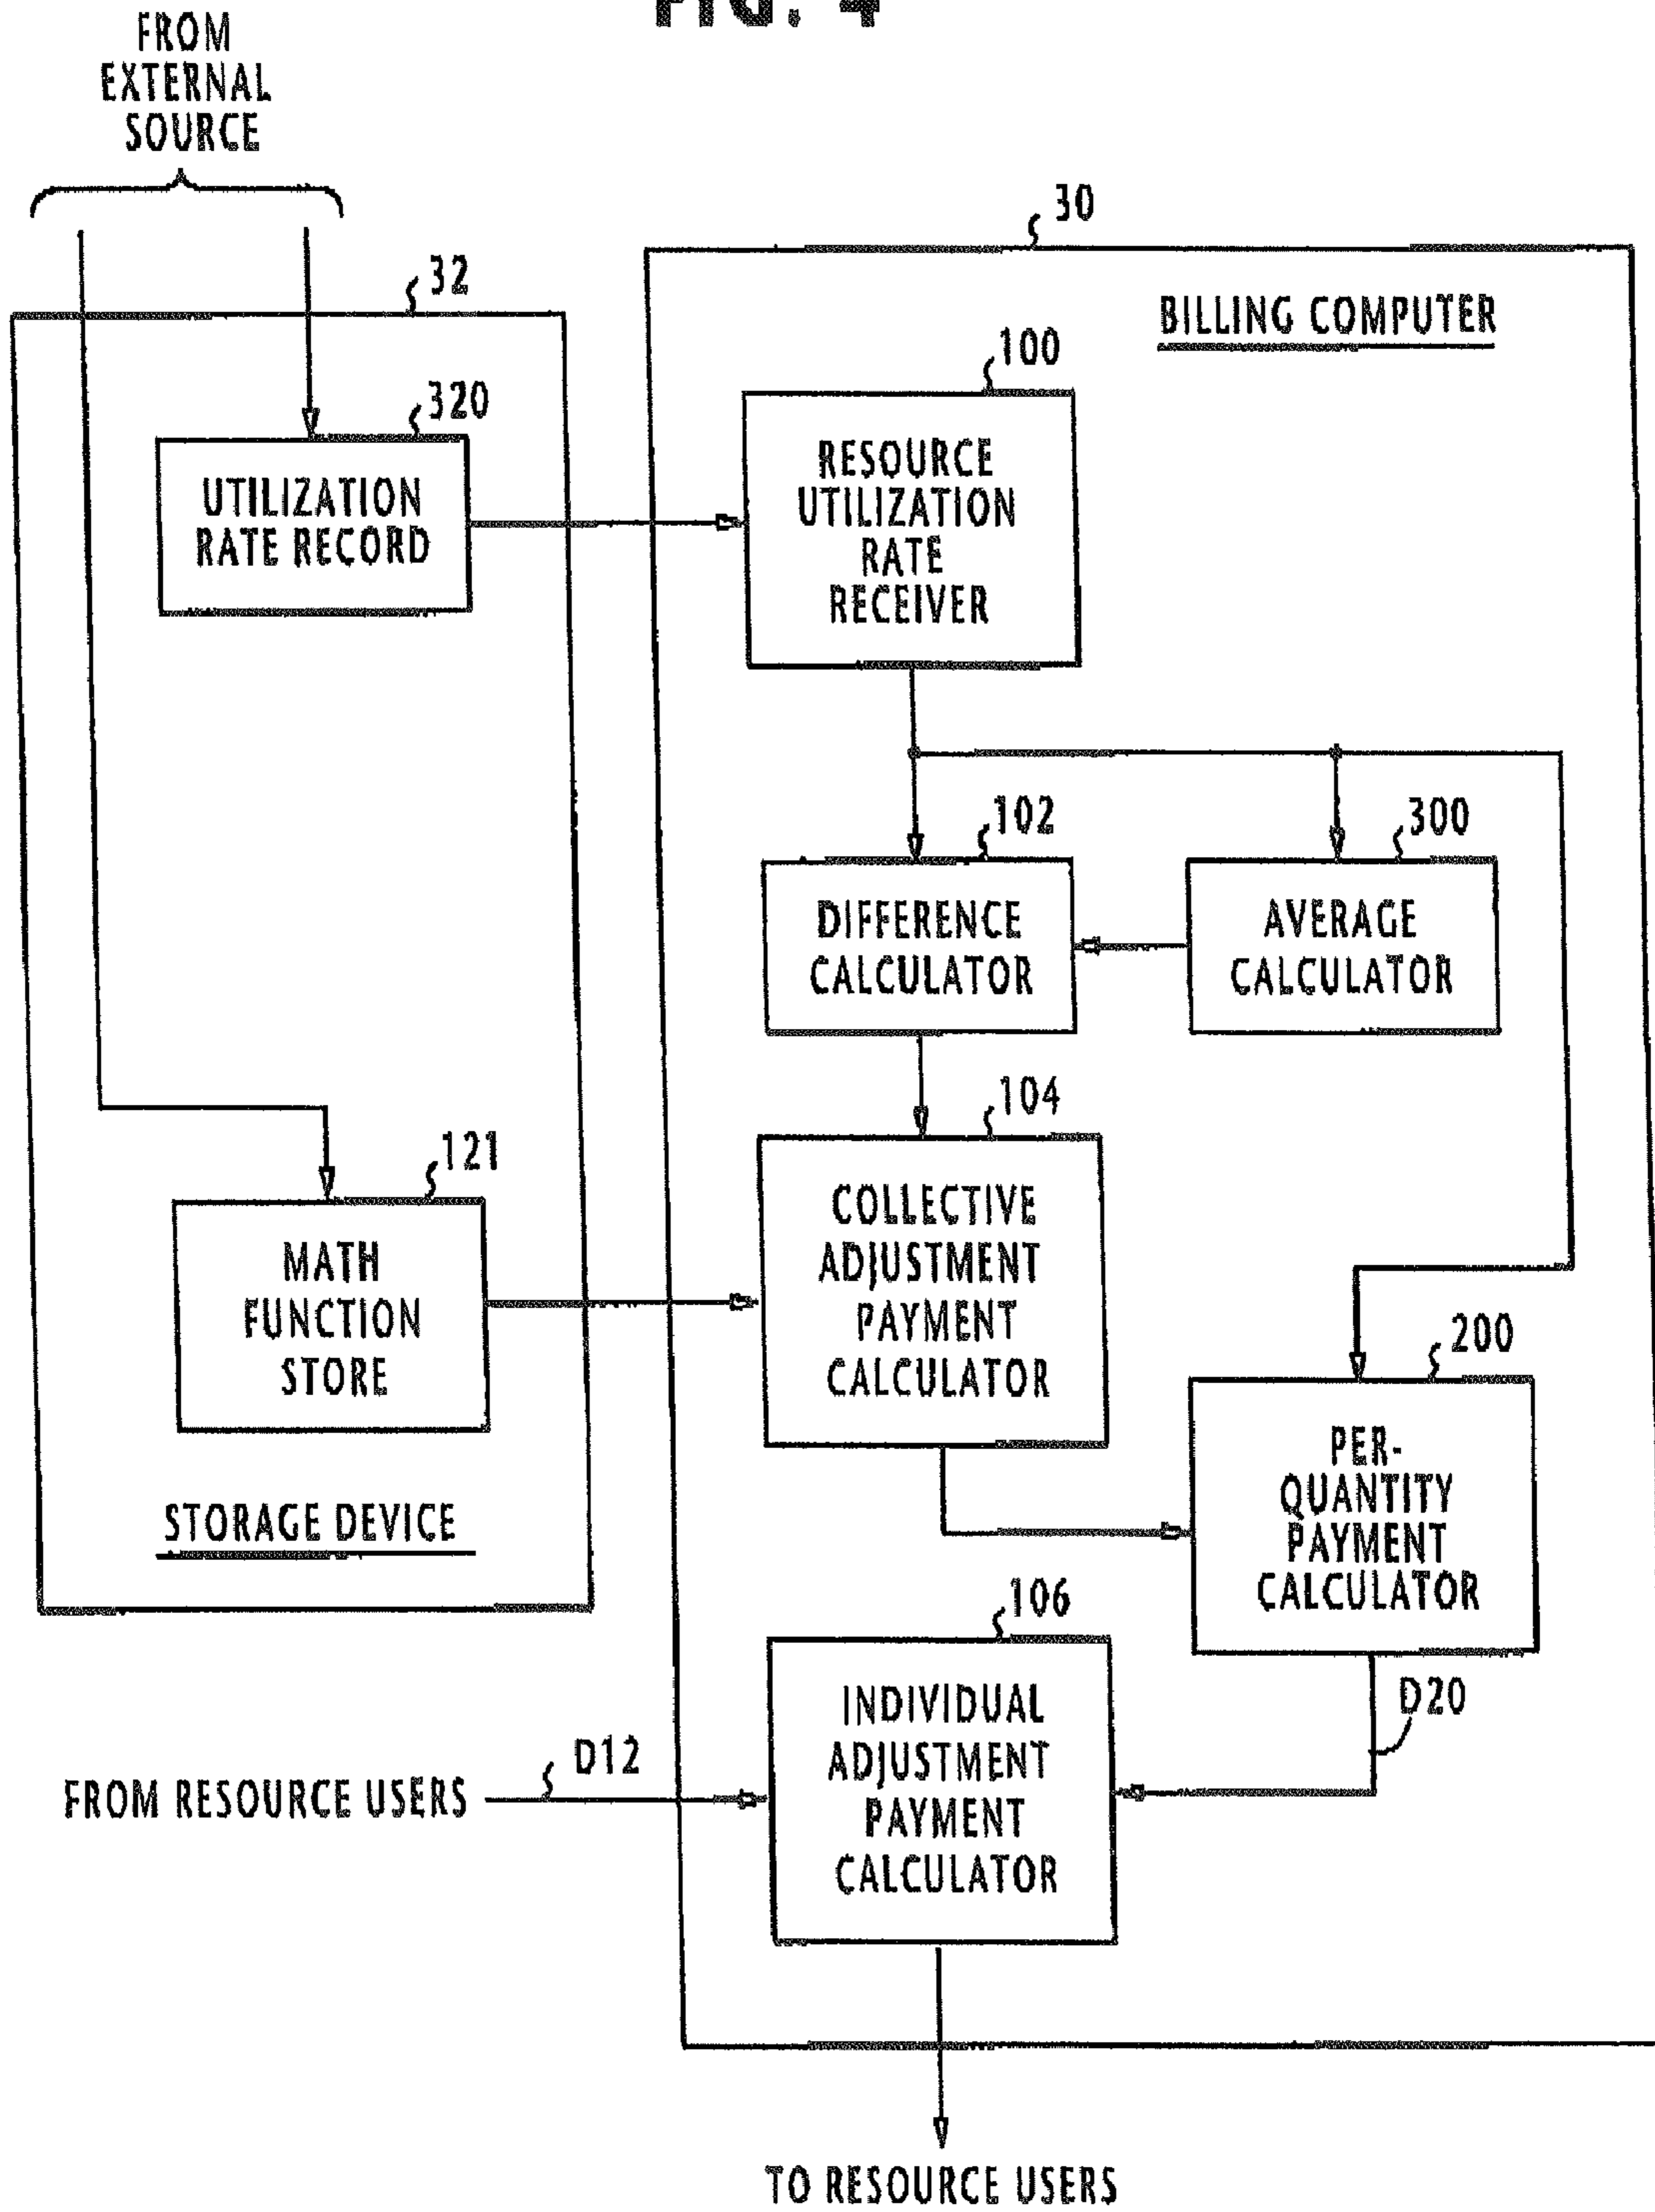 FIG. 4
FROM
EXTERNAL
SOURCE
30
32
BILLING COMPUTER
100
320
RESOURCE
UTILIZATION
RATE
RECEIVER
UTILIZATION
RATE RECORD
102
300
DIFFERENCE
CALCULATOR
AVERAGE
CALCULATOR
104
121
COLLECTIVE
ADJUSTMENT
PAYMENT
CALCULATOR
MATH
FUNCTION
STORE
200
PER-
QUANTITY
PAYMENT
CALCULATOR
STORAGE DEVICE
106
INDIVIDUAL
ADJUSTMENT
PAYMENT
CALCULATOR
D20
D12
FROM RESOURCE USERS
TO RESOURCE USERS